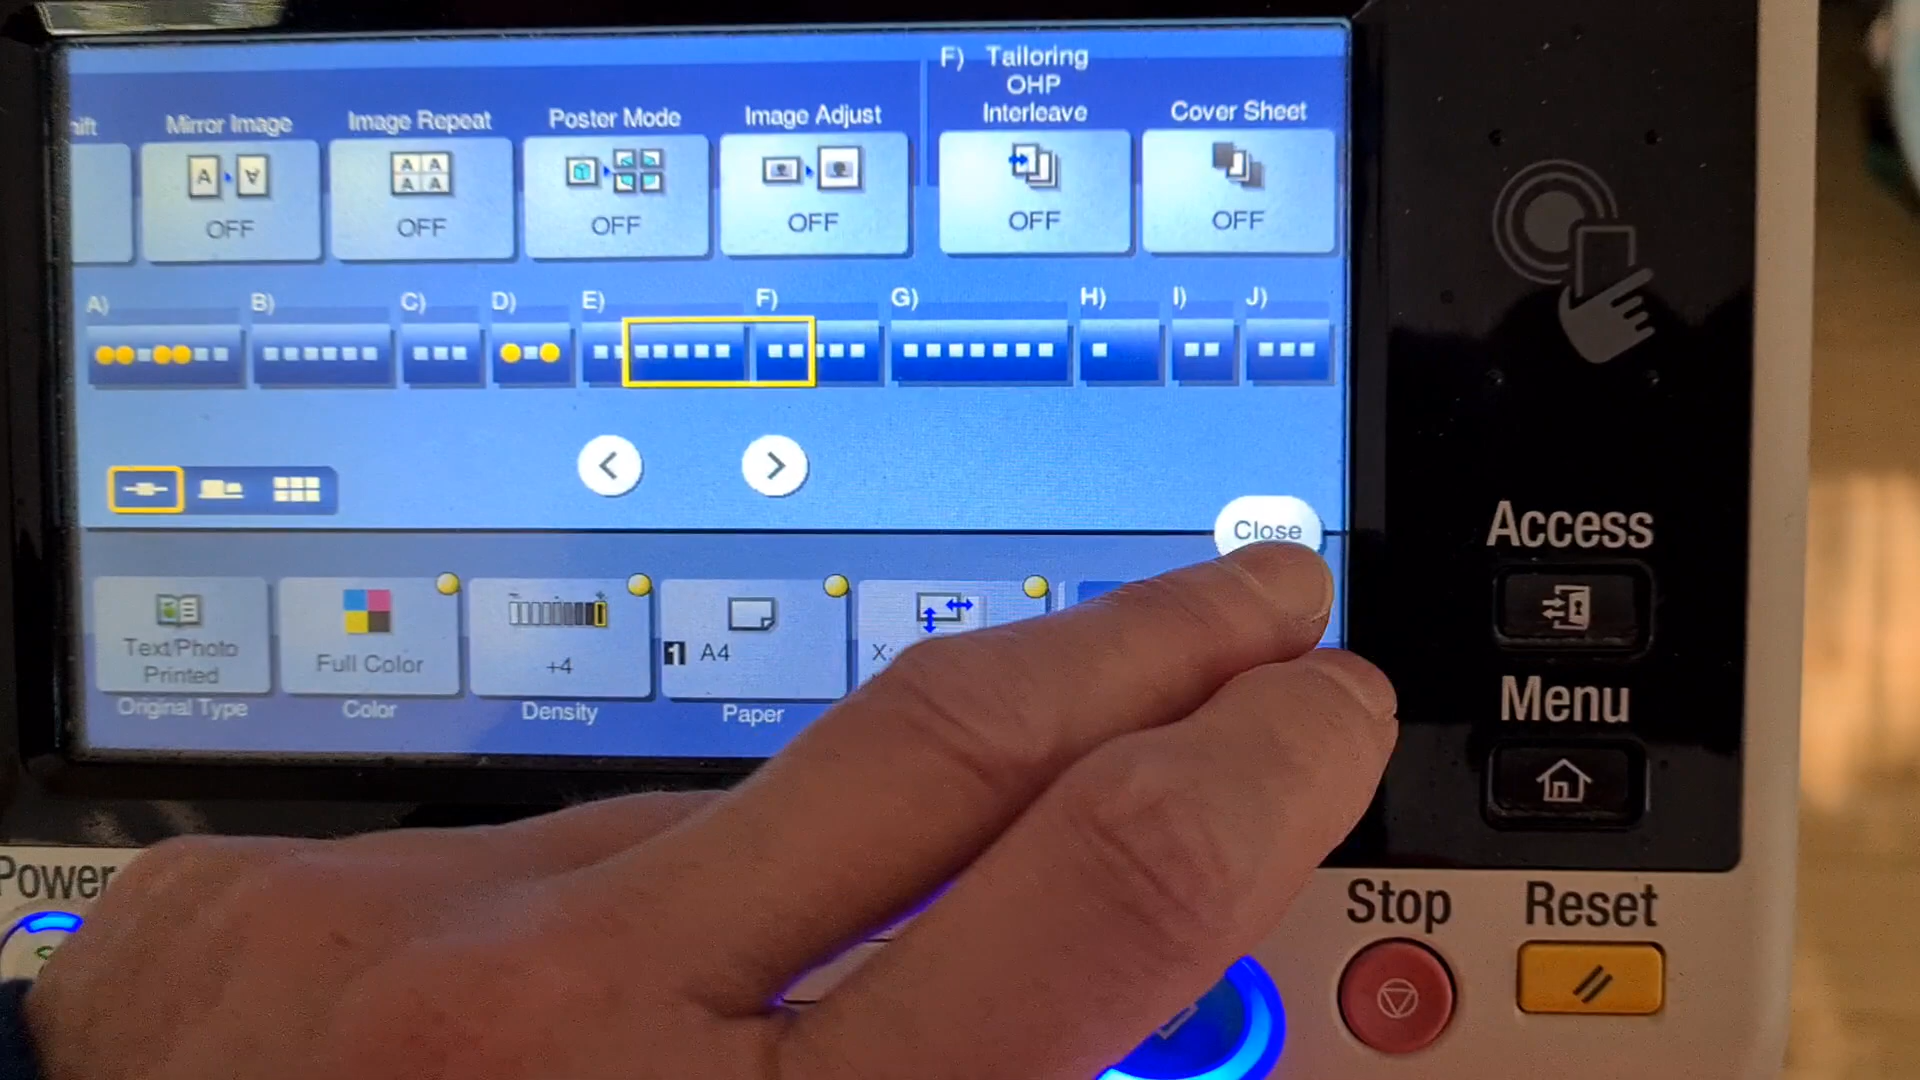 F) Tailoring
OHP
Mirror Image Image Repeat Poster Mode Image Adjust Interleave Cover Sheet
OFF OFF OFF OFF OFF OFF
A) B) C) D) E) F) G) H) I) J)
Close
Text/Photo
Printed
Full Color
+4
1 A4
X:
Original Type Color Density Paper
Access
Menu
Power
Stop Reset